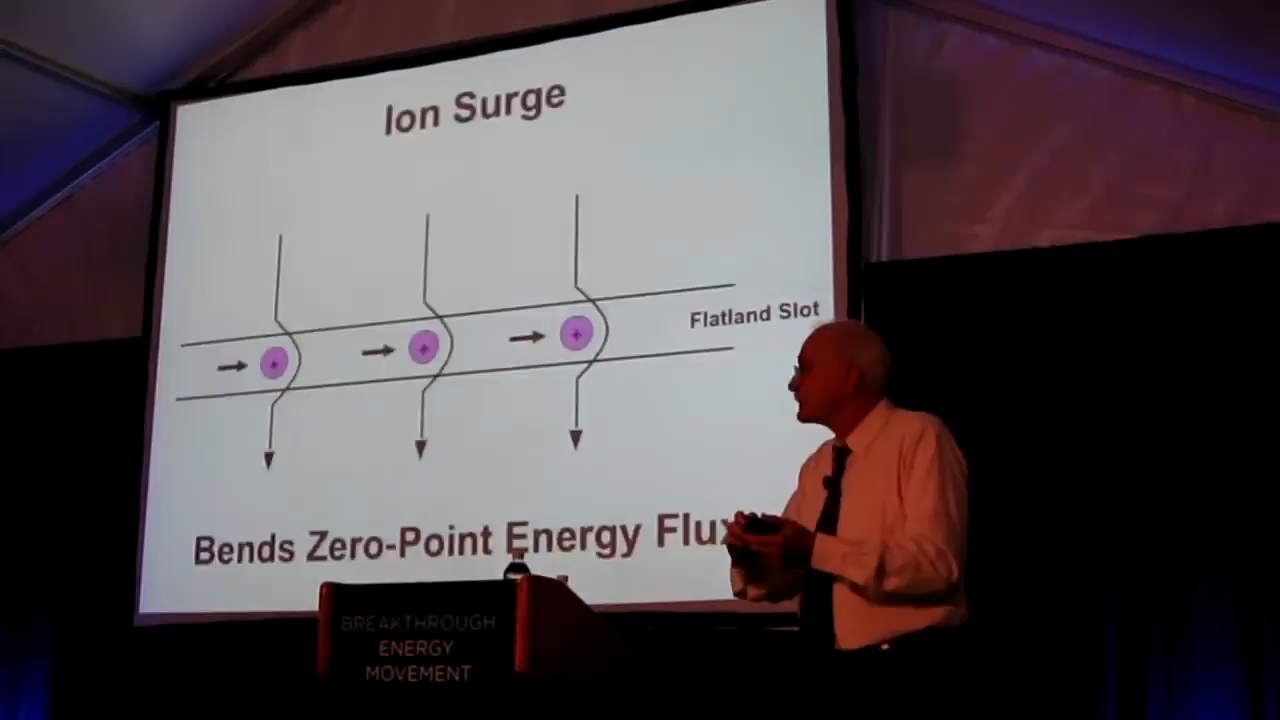 Ion Surge
Flatland Slot
+
+
+
Bends Zero-Point Energy Flux
BREAKTHROUGH
ENERGY
MOVEMENT